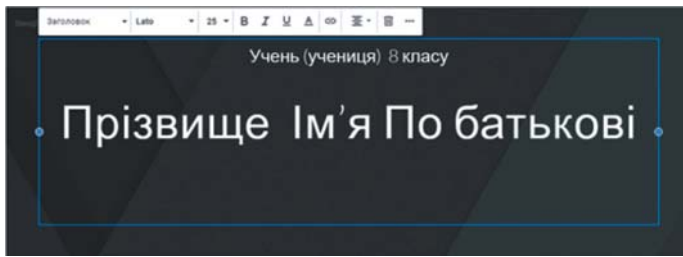 Заголовок Lato 25 B I U A
Учень (учениця) 8 класу
Прізвище Ім’я По батькові